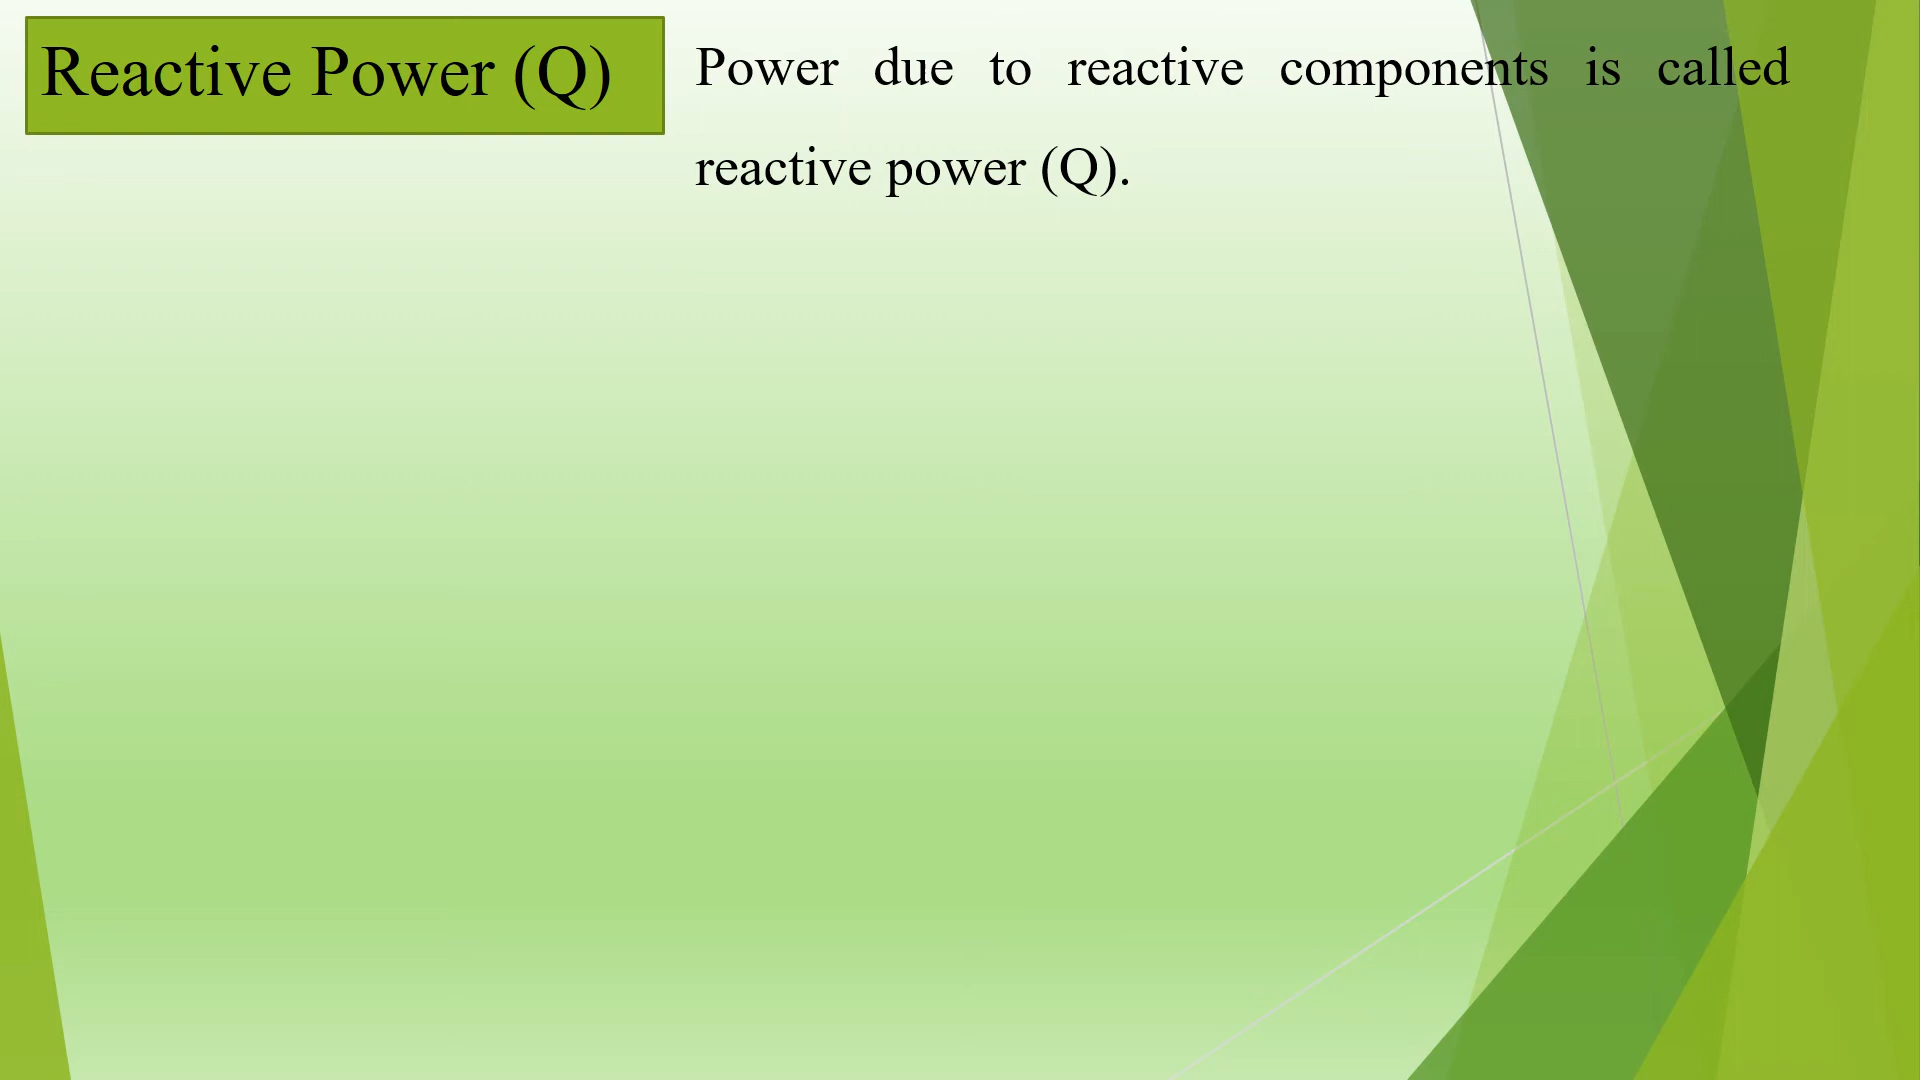 Reactive Power (Q)
Power due to reactive components is called
reactive power (Q).